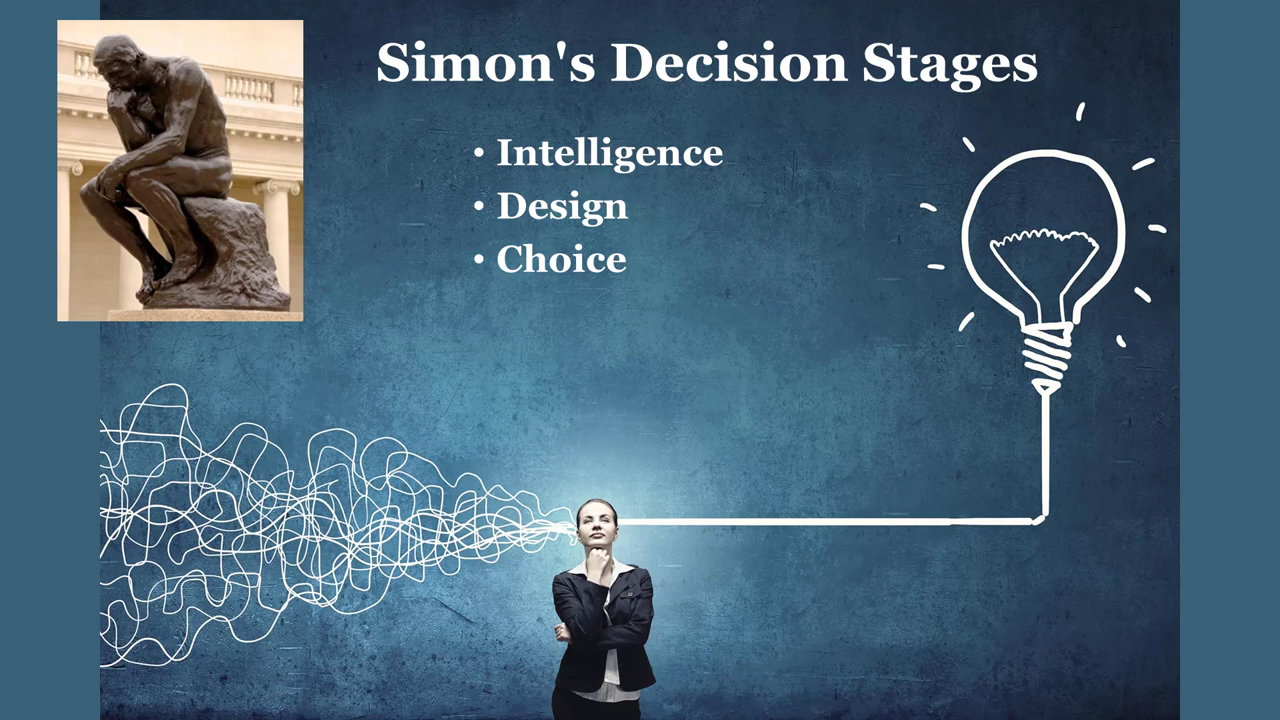 Simon's Decision Stages
• Intelligence
• Design
• Choice